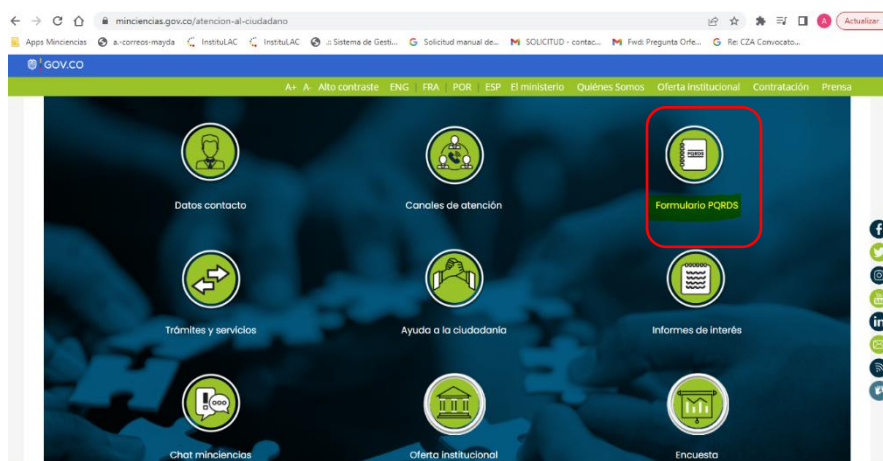 minciencias.gov.co/atencion-al-ciudadano
Actualizar
Apps Minciencias a.-correos-mayda InstituLAC InstituLAC .:: Sistema de Gesti... Solicitud manual de... SOLICITUD - contac... Fwd: Pregunta Orfe... Re: CZA Convocato...
GOV.CO
A+ A- Alto contraste ENG FRA POR ESP El ministerio Quiénes Somos Oferta Institucional Contratación Prensa
PQRDS
Datos contacto Canales de atención Formulario PQRDS
Trámites y servicios Ayuda a la ciudadanía Informes de interés
Chat minciencias Oferta institucional Encuesta